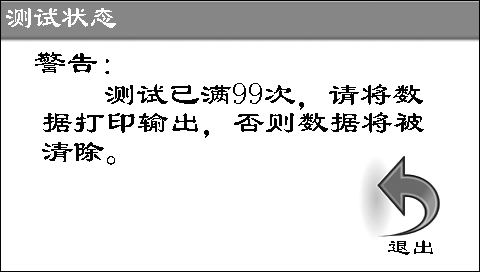 测试状态
警告：
测试已满99次，请将数
据打印输出，否则数据将被
清除。
退出